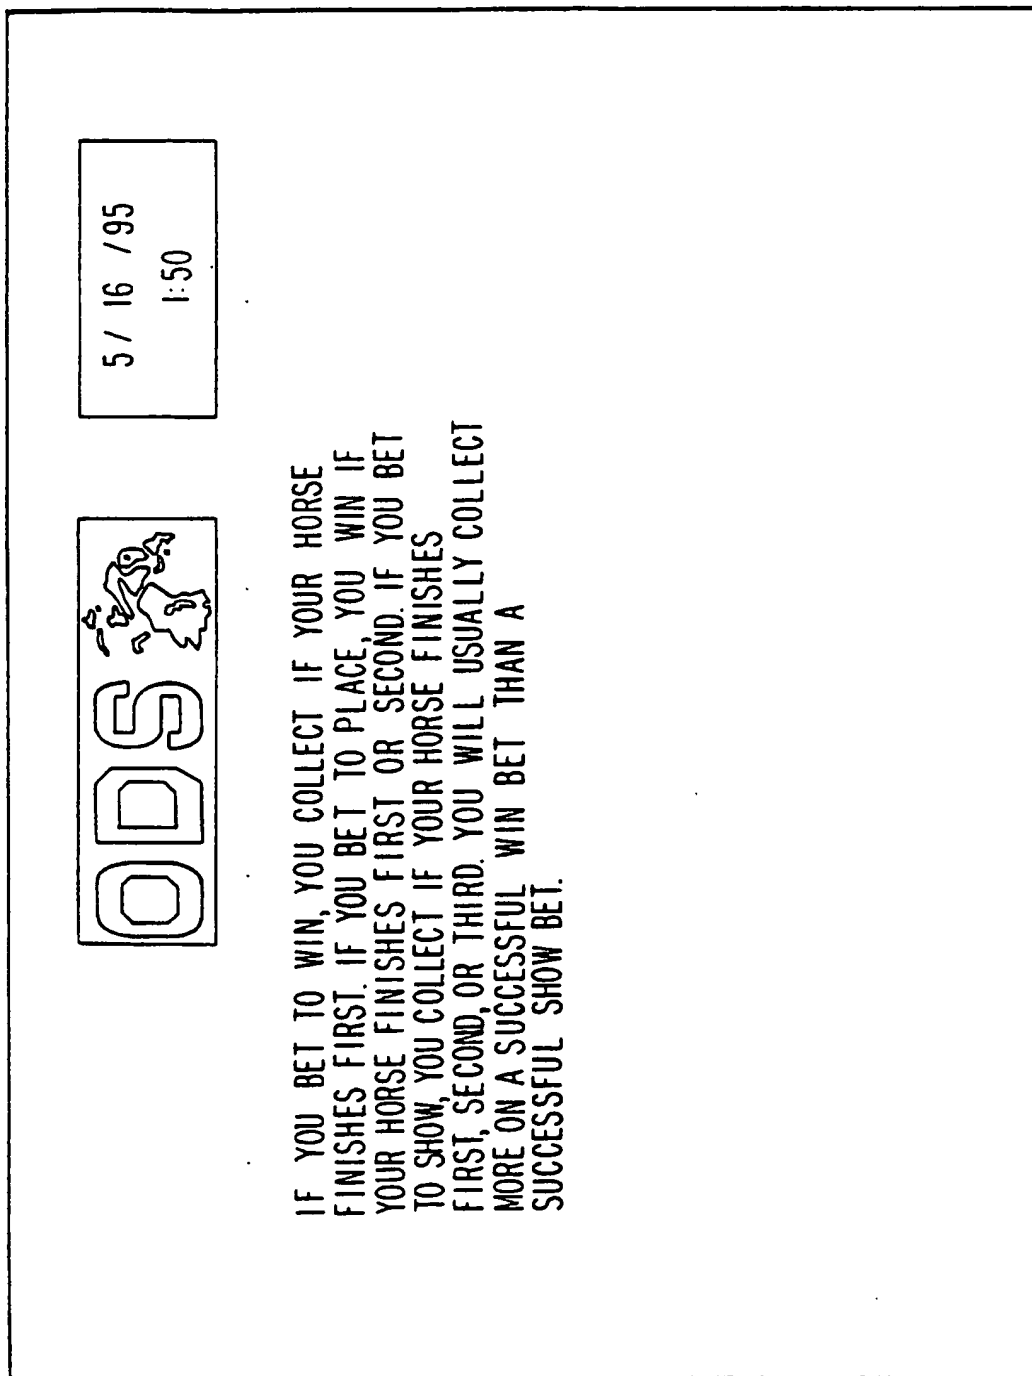 ODS
5/ 16 /95
1:50
IF YOU BET TO WIN, YOU COLLECT IF YOUR HORSE
FINISHES FIRST. IF YOU BET TO PLACE, YOU WIN IF
YOUR HORSE FINISHES FIRST OR SECOND. IF YOU BET
TO SHOW, YOU COLLECT IF YOUR HORSE FINISHES
FIRST, SECOND, OR THIRD. YOU WILL USUALLY COLLECT
MORE ON A SUCCESSFUL WIN BET THAN A
SUCCESSFUL SHOW BET.